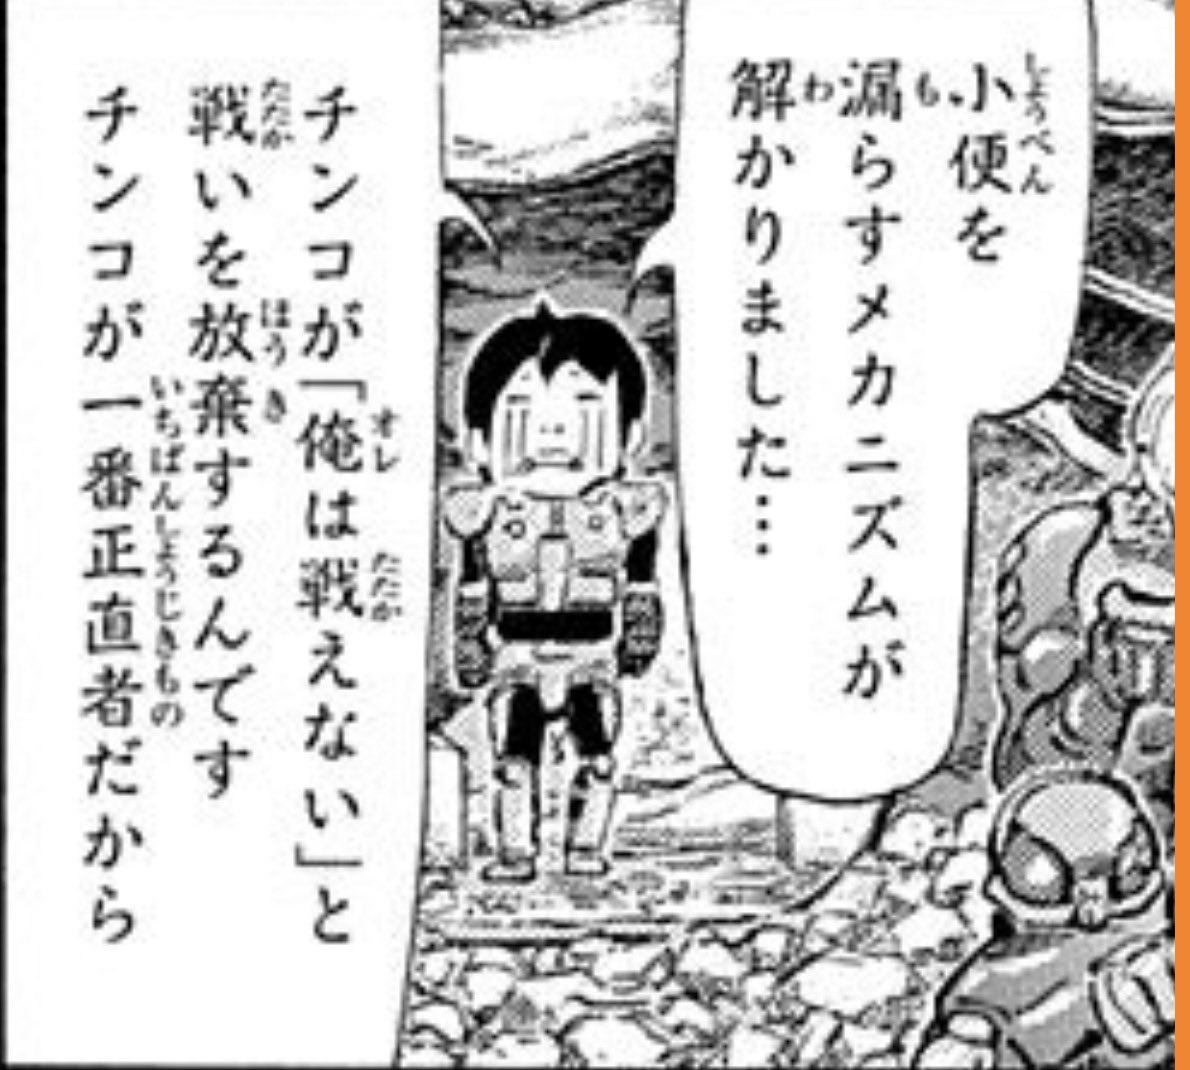 小便を
漏らすメカニズムが
解かりました…
チンコが「俺は戦えない」と
戦いを放棄するんです
チンコが一番正直者だから